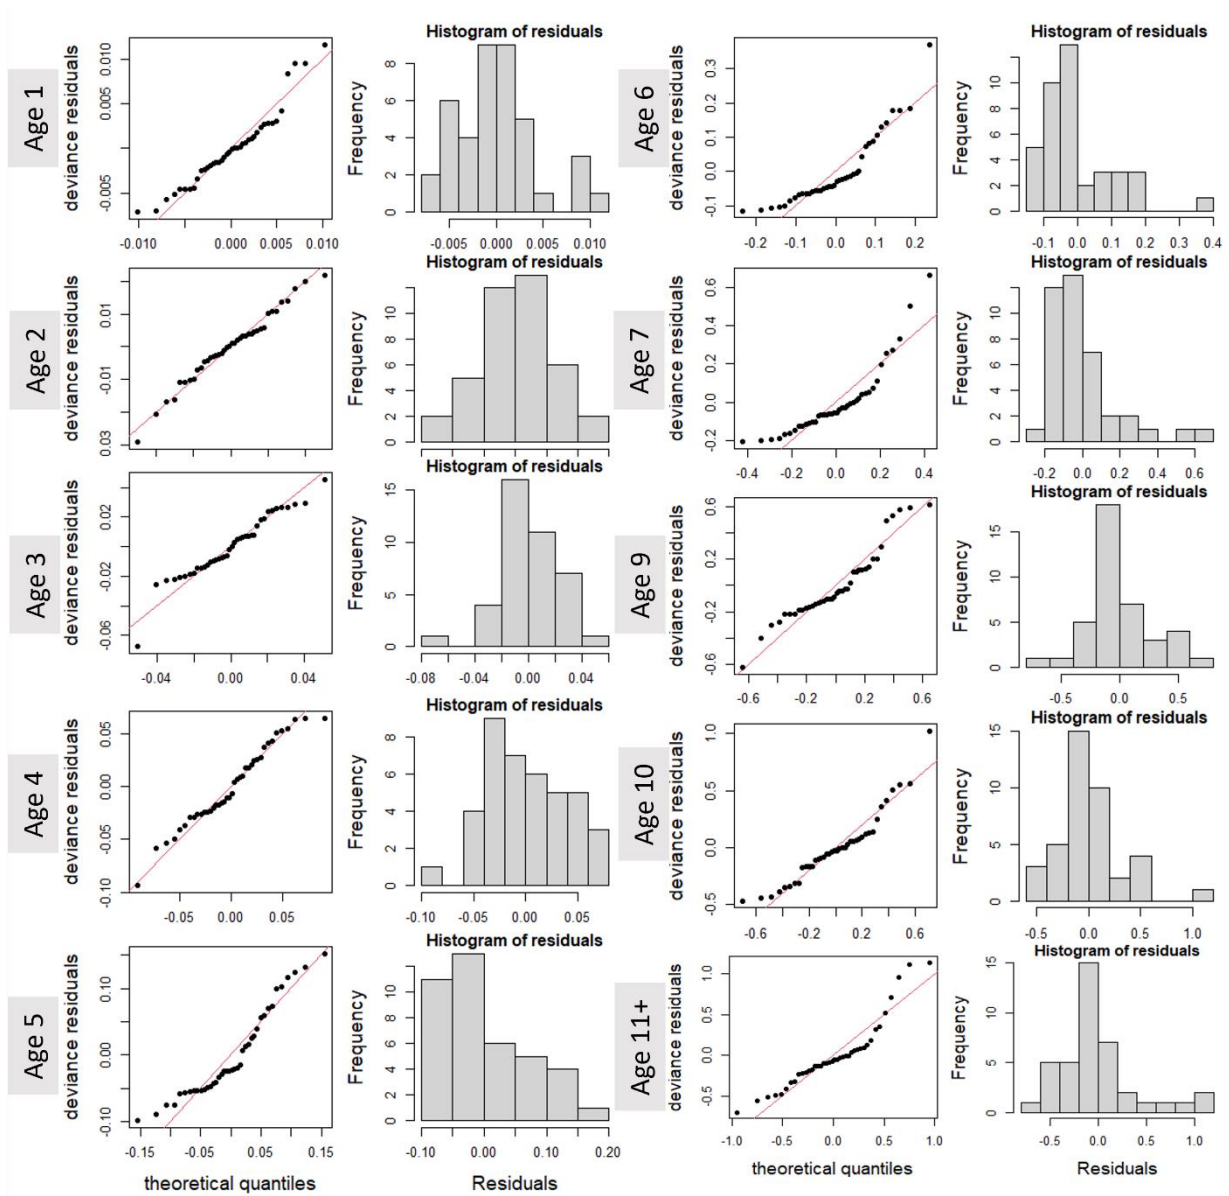 Histogram of residuals
Age 1
deviance residuals
0.010
0.005
-0.005
-0.010 0.000 0.005 0.010
Frequency
8
6
4
2
0
-0.005 0.000 0.005 0.010
Histogram of residuals
Age 6
deviance residuals
0.3
0.2
0.1
0.0
-0.1
-0.2 -0.1 0.0 0.1 0.2
Frequency
10
8
6
4
2
0
-0.1 0.0 0.1 0.2 0.3 0.4
Histogram of residuals
Age 2
deviance residuals
0.01
-0.01
0.03
Frequency
10
8
6
4
2
0
Histogram of residuals
Age 7
deviance residuals
0.6
0.4
0.2
0.0
-0.2
-0.4 -0.2 0.0 0.2 0.4
Frequency
10
8
6
4
2
0
-0.2 0.0 0.2 0.4 0.6
Histogram of residuals
Age 3
deviance residuals
0.02
-0.02
-0.06
-0.04 0.00 0.04
Frequency
15
10
5
0
-0.08 -0.04 0.00 0.04
Histogram of residuals
Age 9
deviance residuals
0.6
0.2
-0.2
-0.6
-0.6 -0.2 0.2 0.6
Frequency
15
10
5
0
-0.5 0.0 0.5
Histogram of residuals
Age 4
deviance residuals
0.05
0.00
-0.05
-0.10
-0.05 0.00 0.05
Frequency
8
6
4
2
0
-0.10 -0.05 0.00 0.05
Histogram of residuals
Age 10
deviance residuals
1.0
0.5
0.0
-0.5
-0.6 -0.2 0.2 0.6
Frequency
15
10
5
0
-0.5 0.0 0.5 1.0
Histogram of residuals
Age 5
deviance residuals
0.10
0.00
-0.10
-0.15 -0.05 0.05 0.15
theoretical quantiles
Frequency
10
8
6
4
2
0
-0.10 0.00 0.10 0.20
Residuals
Histogram of residuals
Age 11+
deviance residuals
1.0
0.5
0.0
-0.5
-1.0 -0.5 0.0 0.5 1.0
theoretical quantiles
Frequency
15
10
5
0
-0.5 0.0 0.5 1.0
Residuals